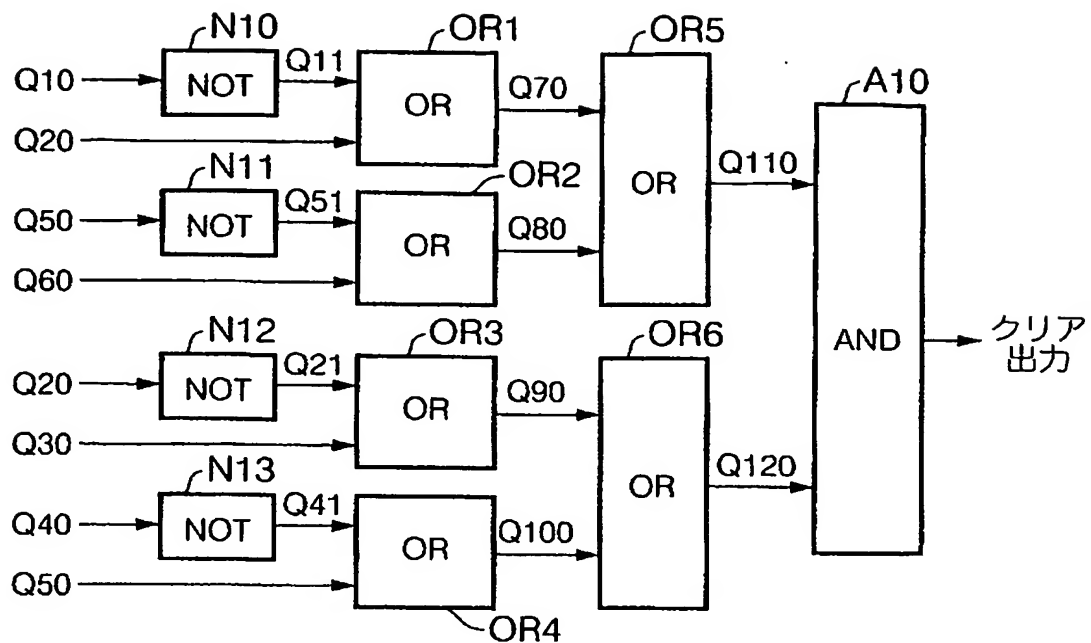 N10
OR1
OR5
Q10
NOT
Q11
OR
Q70
A10
Q20
N11
OR2
OR
Q110
Q50
NOT
Q51
OR
Q80
Q60
N12
OR3
OR6
AND
クリア
出力
Q20
NOT
Q21
OR
Q90
Q30
N13
OR
Q120
Q40
NOT
Q41
OR
Q100
Q50
OR4